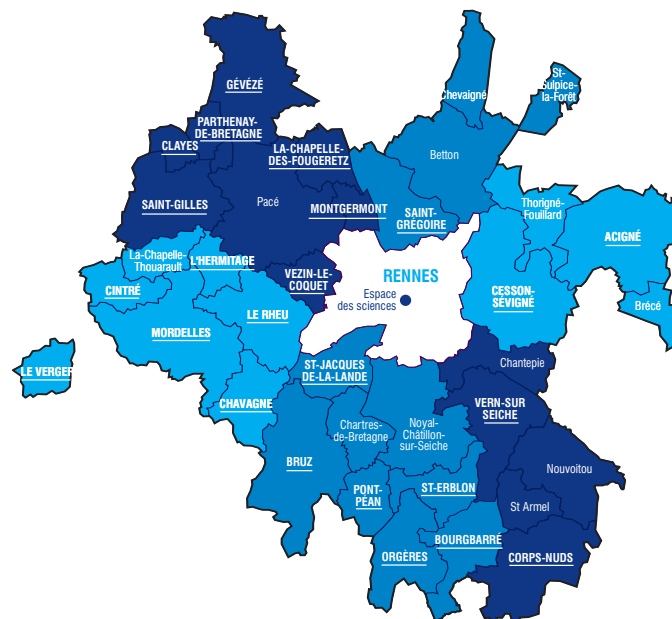 GÉVÉZÉ
St-
Sulpice-
la-Forêt
Chevaigné
PARTHENAY-
DE-BRETAGNE
CLAYES
LA-CHAPELLE-
DES-FOUGERETZ
Betton
SAINT-GILLES
Pacé
MONTGERMONT
SAINT-
GRÉGOIRE
Thorigné-
Fouillard
ACIGNÉ
La-Chapelle-
Thouarault
L'HERMITAGE
VEZIN-LE-
COQUET
RENNES
Espace
des sciences
CINTRÉ
CESSON-
SÉVIGNÉ
Brécé
MORDELLES
LE RHEU
LE VERGER
ST-JACQUES
DE-LA-LANDE
Chantepie
CHAVAGNE
VERN-SUR
SEICHE
Chartres-
de-Bretagne
Noyal-
Châtillon-
sur-Seiche
BRUZ
Nouvoitou
PONT-
PÉAN
ST-ERBLON
St Armel
BOURGBARRÉ
ORGÈRES
CORPS-NUDS